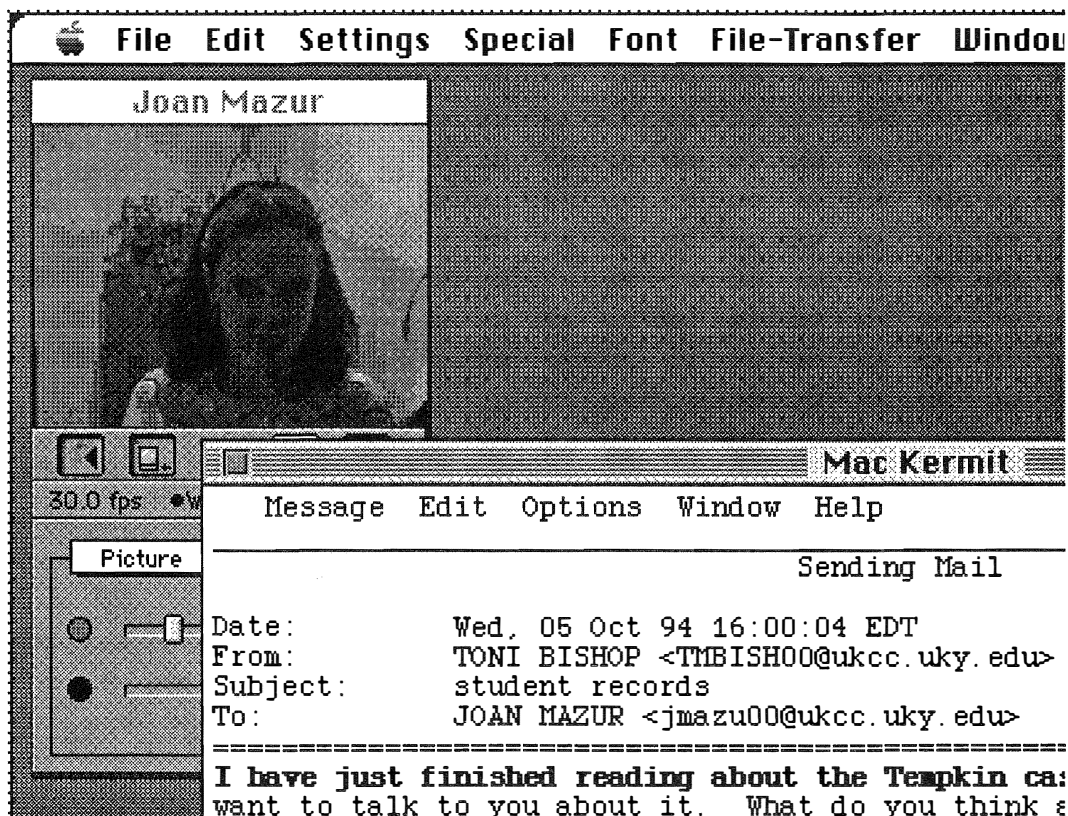 File Edit Settings Special Font File-Transfer
Joan Mazur
30.0 fps
Picture
Mac Kermit
Message Edit Options Window Help
Sending Mail
Date: Wed, 05 Oct 94 16:00:04 EDT
From: TONI BISHOP <TMBISH00@ukcc.uky.edu>
Subject: student records
To: JOAN MAZUR <jmazu00@ukcc.uky.edu>
==================================================
I have just finished reading about the Tempkin
want to talk to you about it. What do you think